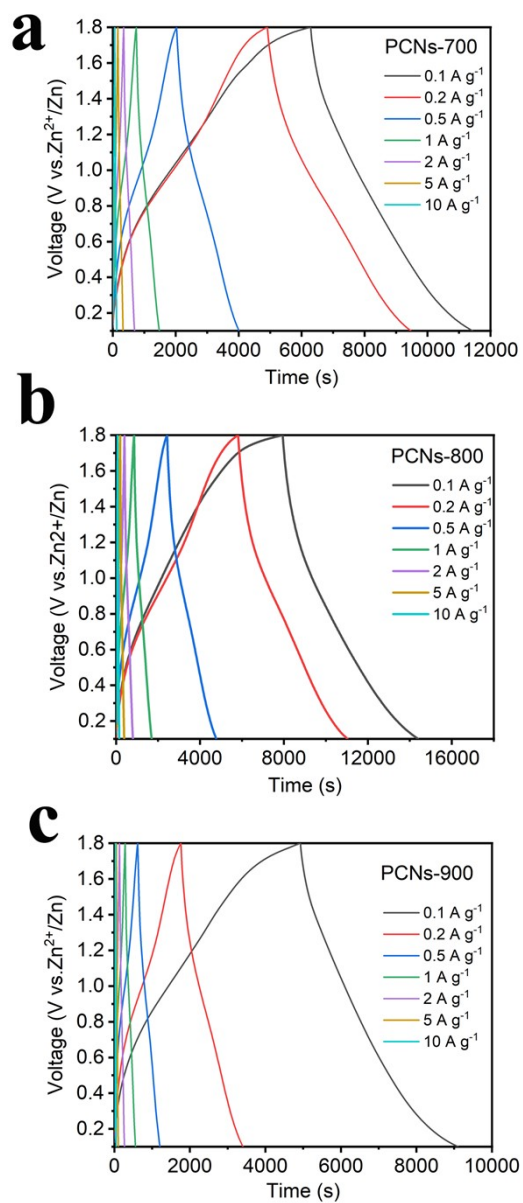 a
PCNs-700
0.1 A g⁻¹
0.2 A g⁻¹
0.5 A g⁻¹
1 A g⁻¹
2 A g⁻¹
5 A g⁻¹
10 A g⁻¹
Voltage (V vs.Zn²⁺/Zn)
1.8
1.6
1.4
1.2
1.0
0.8
0.6
0.4
0.2
0 2000 4000 6000 8000 10000 12000
Time (s)
b
PCNs-800
0.1 A g⁻¹
0.2 A g⁻¹
0.5 A g⁻¹
1 A g⁻¹
2 A g⁻¹
5 A g⁻¹
10 A g⁻¹
Voltage (V vs.Zn2+/Zn)
1.8
1.6
1.4
1.2
1.0
0.8
0.6
0.4
0.2
0 4000 8000 12000 16000
Time (s)
c
PCNs-900
0.1 A g⁻¹
0.2 A g⁻¹
0.5 A g⁻¹
1 A g⁻¹
2 A g⁻¹
5 A g⁻¹
10 A g⁻¹
Voltage (V vs.Zn²⁺/Zn)
1.8
1.6
1.4
1.2
1.0
0.8
0.6
0.4
0.2
0 2000 4000 6000 8000 10000
Time (s)